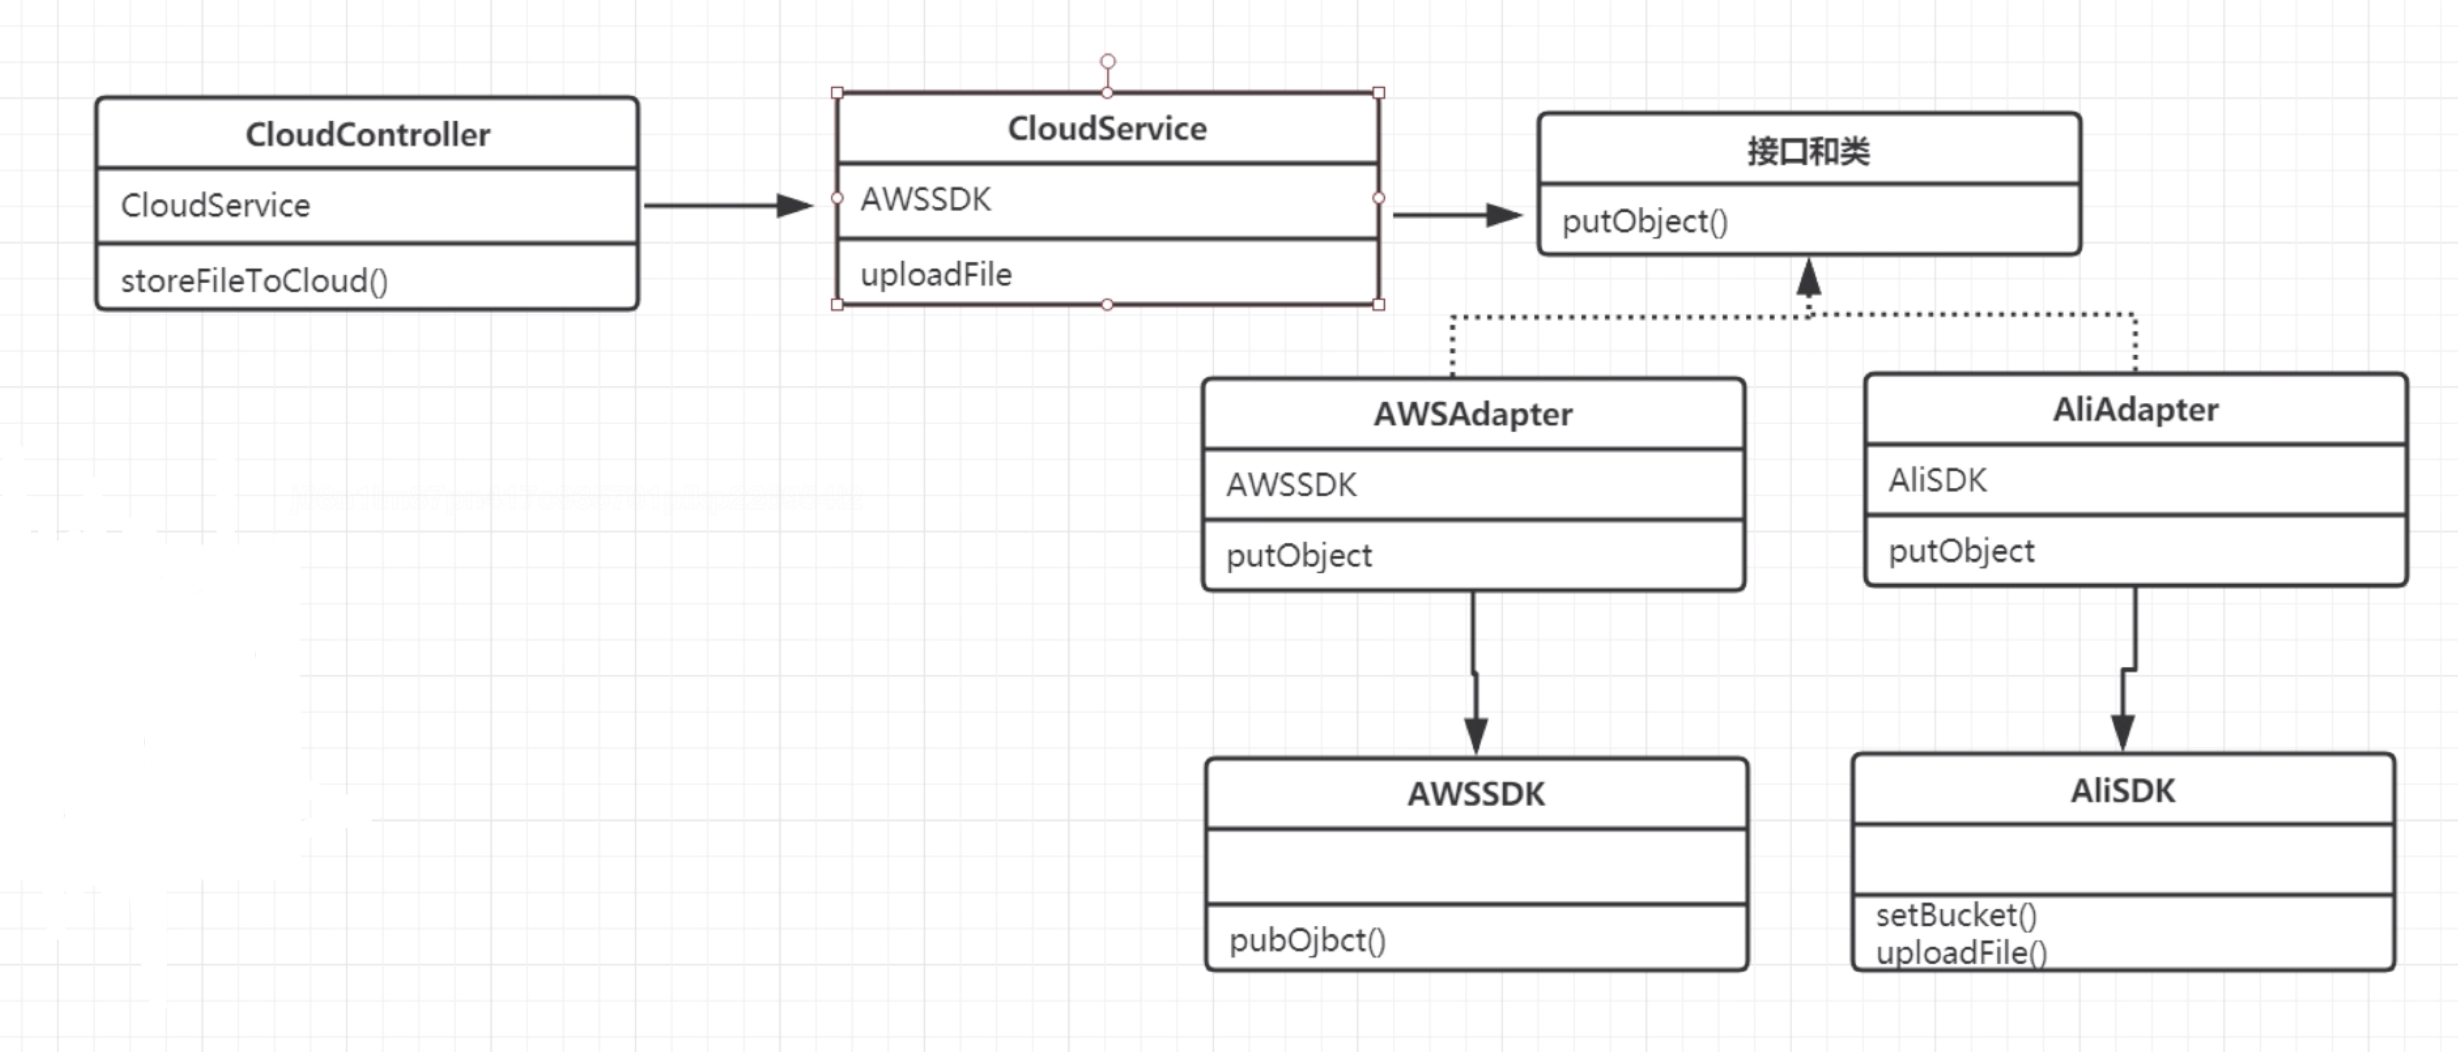 CloudController
CloudService
storeFileToCloud()
CloudService
AWSSDK
uploadFile
接口和类
putObject()
AWSAdapter
AWSSDK
putObject
AliAdapter
AliSDK
putObject
AWSSDK
pubOjbct()
AliSDK
setBucket()
uploadFile()